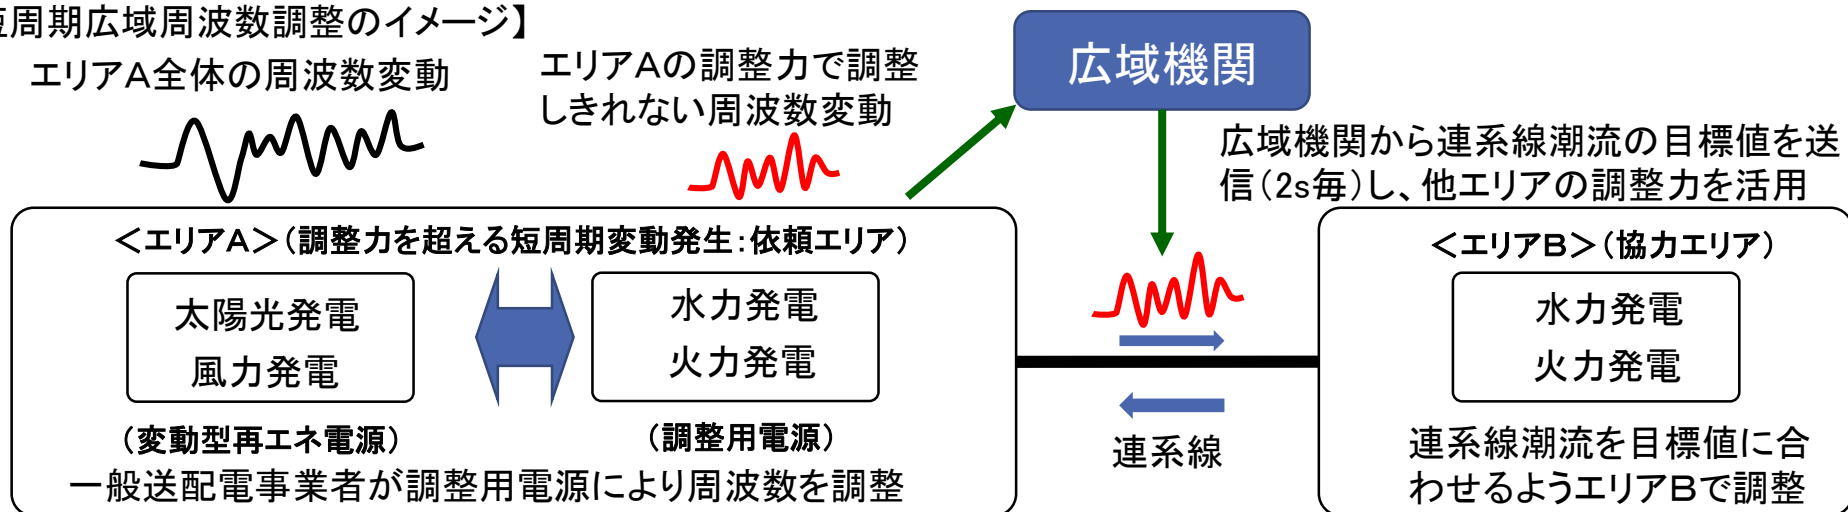 短周期広域周波数調整のイメージ】
エリアA全体の周波数変動
エリアAの調整力で調整
しきれない周波数変動
広域機関
広域機関から連系線潮流の目標値を送
信（2s毎）し、他エリアの調整力を活用
＜エリアA＞（調整力を超える短周期変動発生：依頼エリア）
太陽光発電
風力発電
（変動型再エネ電源）
水力発電
火力発電
（調整用電源）
一般送配電事業者が調整用電源により周波数を調整
連系線
＜エリアB＞（協力エリア）
水力発電
火力発電
連系線潮流を目標値に合
わせるようエリアBで調整